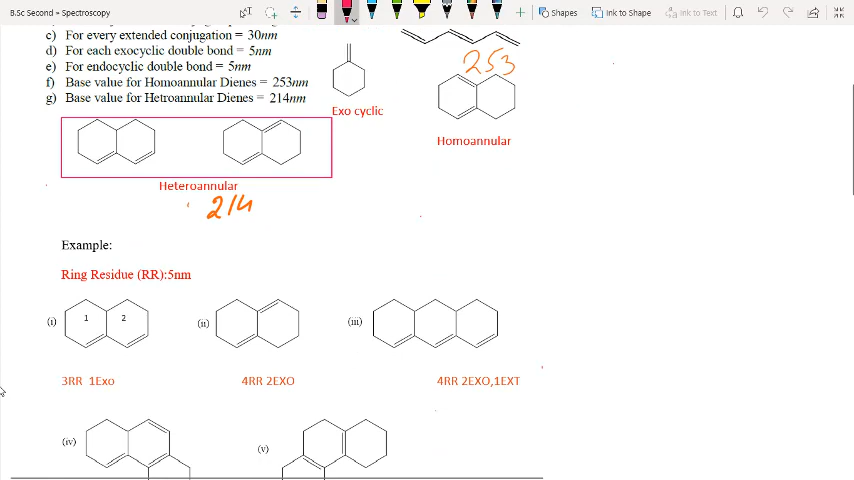 B.Sc Second » Spectroscopy
Shapes
Ink to Shape
Ink to Text
c) For every extended conjugation = 30nm
d) For each exocyclic double bond = 5nm
e) For endocyclic double bond = 5nm
f) Base value for Homoannular Dienes = 253nm
g) Base value for Hetroannular Dienes = 214nm
253
Exo cyclic
Homoannular
Heteroannular
214
Example:
Ring Residue (RR):5nm
(i)
1
2
(ii)
(iii)
3RR 1Exo
4RR 2EXO
4RR 2EXO,1EXT
(iv)
(v)